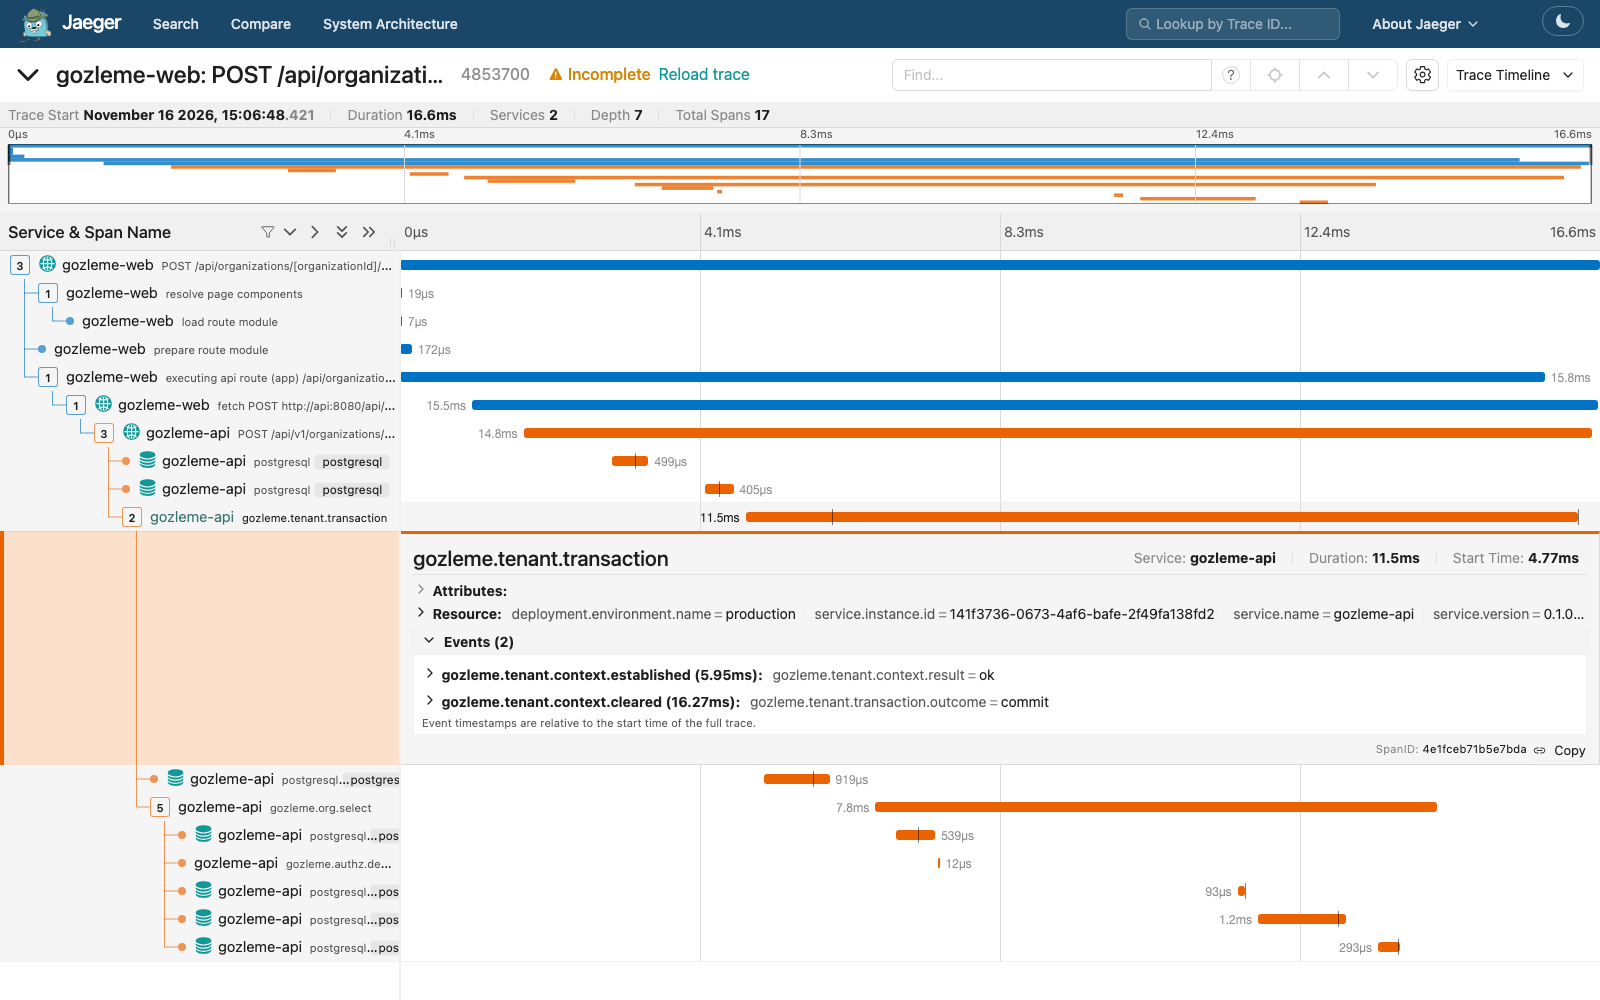 Jaeger Search Compare System Architecture Lookup by Trace ID... About Jaeger
gozleme-web: POST /api/organizati... 4853700 Incomplete Reload trace Find... ? Trace Timeline
Trace Start November 16 2026, 15:06:48.421 Duration 16.6ms Services 2 Depth 7 Total Spans 17
0µs 4.1ms 8.3ms 12.4ms 16.6ms
Service & Span Name 0µs 4.1ms 8.3ms 12.4ms 16.6ms
3 gozleme-web POST /api/organizations/[organizationId]/...
1 gozleme-web resolve page components 19µs
gozleme-web load route module 7µs
gozleme-web prepare route module 172µs
1 gozleme-web executing api route (app) /api/organizatio... 15.8ms
1 gozleme-web fetch POST http://api:8080/api/... 15.5ms
3 gozleme-api POST /api/v1/organizations/... 14.8ms
gozleme-api postgresql postgresql 499µs
gozleme-api postgresql postgresql 405µs
2 gozleme-api gozleme.tenant.transaction 11.5ms
gozleme.tenant.transaction Service: gozleme-api Duration: 11.5ms Start Time: 4.77ms
Attributes:
Resource: deployment.environment.name = production service.instance.id = 141f3736-0673-4af6-bafe-2f49fa138fd2 service.name = gozleme-api service.version = 0.1.0...
Events (2)
gozleme.tenant.context.established (5.95ms): gozleme.tenant.context.result = ok
gozleme.tenant.context.cleared (16.27ms): gozleme.tenant.transaction.outcome = commit
Event timestamps are relative to the start time of the full trace.
SpanID: 4e1fceb71b5e7bda Copy
gozleme-api postgresql... postgres 919µs
5 gozleme-api gozleme.org.select 7.8ms
gozleme-api postgresql... pos 539µs
gozleme-api gozleme.authz.de... 12µs
gozleme-api postgresql... pos 93µs
gozleme-api postgresql... pos 1.2ms
gozleme-api postgresql... pos 293µs